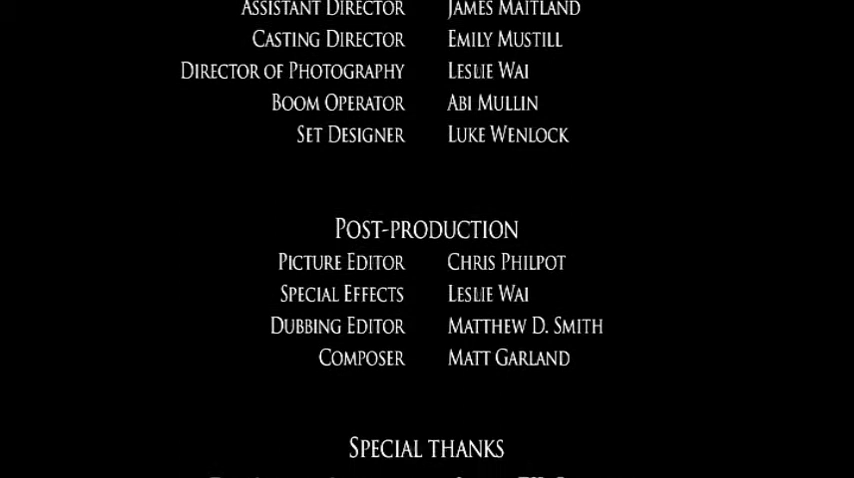 Assistant Director James Maitland
Casting Director Emily Mustill
Director of Photography Leslie Wai
Boom Operator Abi Mullin
Set Designer Luke Wenlock
Post-production
Picture Editor Chris Philpot
Special Effects Leslie Wai
Dubbing Editor Matthew D. Smith
Composer Matt Garland
Special thanks